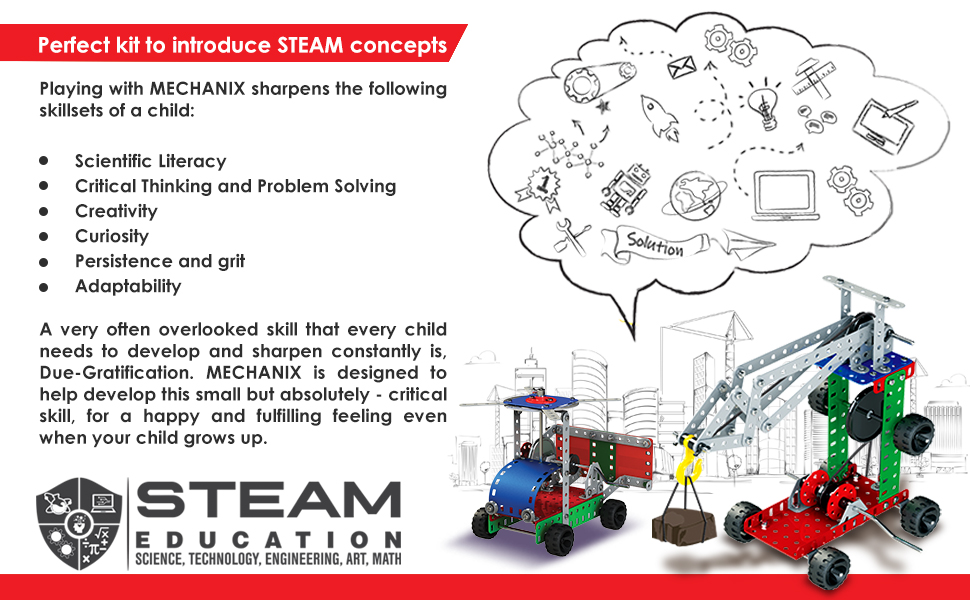 Perfect kit to introduce STEAM concepts
Playing with MECHANIX sharpens the following
skillsets of a child:
• Scientific Literacy
• Critical Thinking and Problem Solving
• Creativity
• Curiosity
• Persistence and grit
• Adaptability
A very often overlooked skill that every child
needs to develop and sharpen constantly is,
Due-Gratification. MECHANIX is designed to
help develop this small but absolutely - critical
skill, for a happy and fulfilling feeling even
when your child grows up.
1
Solution
STEAM
EDUCATION
SCIENCE, TECHNOLOGY, ENGINEERING, ART, MATH